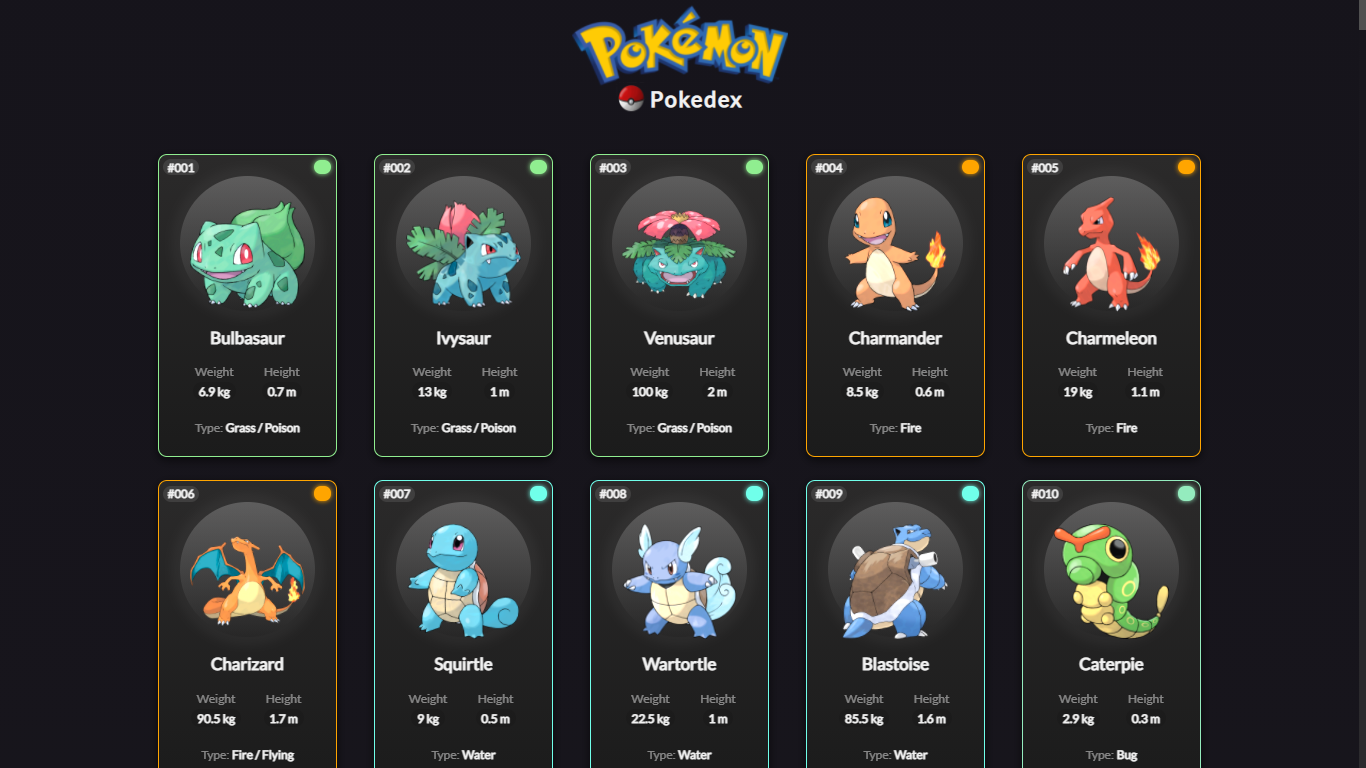 POKéMON
Pokedex
#001
Bulbasaur
Weight Height
6.9 kg 0.7 m
Type: Grass / Poison
#002
Ivysaur
Weight Height
13 kg 1 m
Type: Grass / Poison
#003
Venusaur
Weight Height
100 kg 2 m
Type: Grass / Poison
#004
Charmander
Weight Height
8.5 kg 0.6 m
Type: Fire
#005
Charmeleon
Weight Height
19 kg 1.1 m
Type: Fire
#006
Charizard
Weight Height
90.5 kg 1.7 m
Type: Fire / Flying
#007
Squirtle
Weight Height
9 kg 0.5 m
Type: Water
#008
Wartortle
Weight Height
22.5 kg 1 m
Type: Water
#009
Blastoise
Weight Height
85.5 kg 1.6 m
Type: Water
#010
Caterpie
Weight Height
2.9 kg 0.3 m
Type: Bug